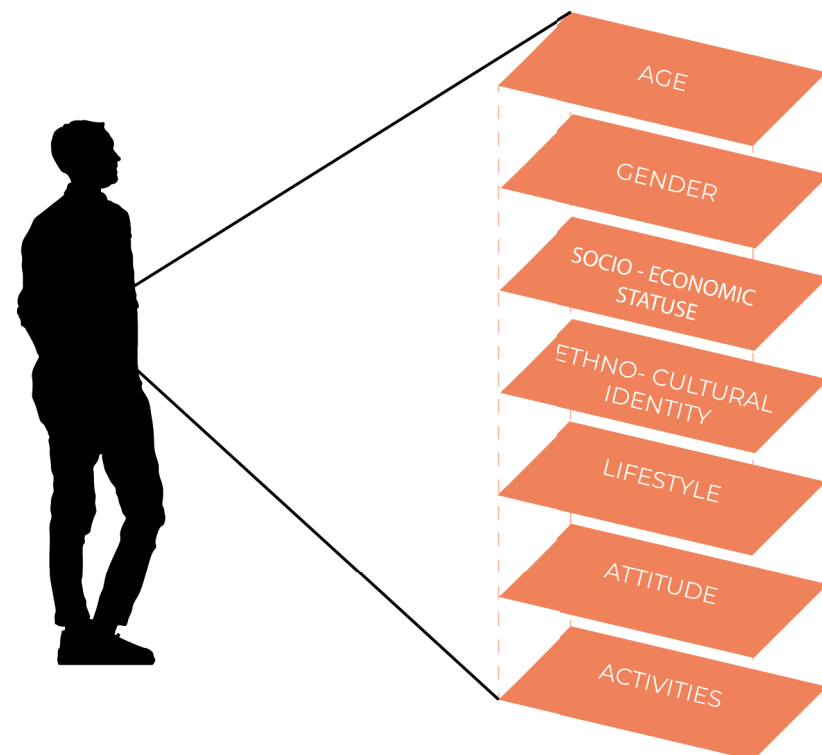 AGE
GENDER
SOCIO - ECONOMIC
STATUSE
ETHNO- CULTURAL
IDENTITY
LIFESTYLE
ATTITUDE
ACTIVITIES